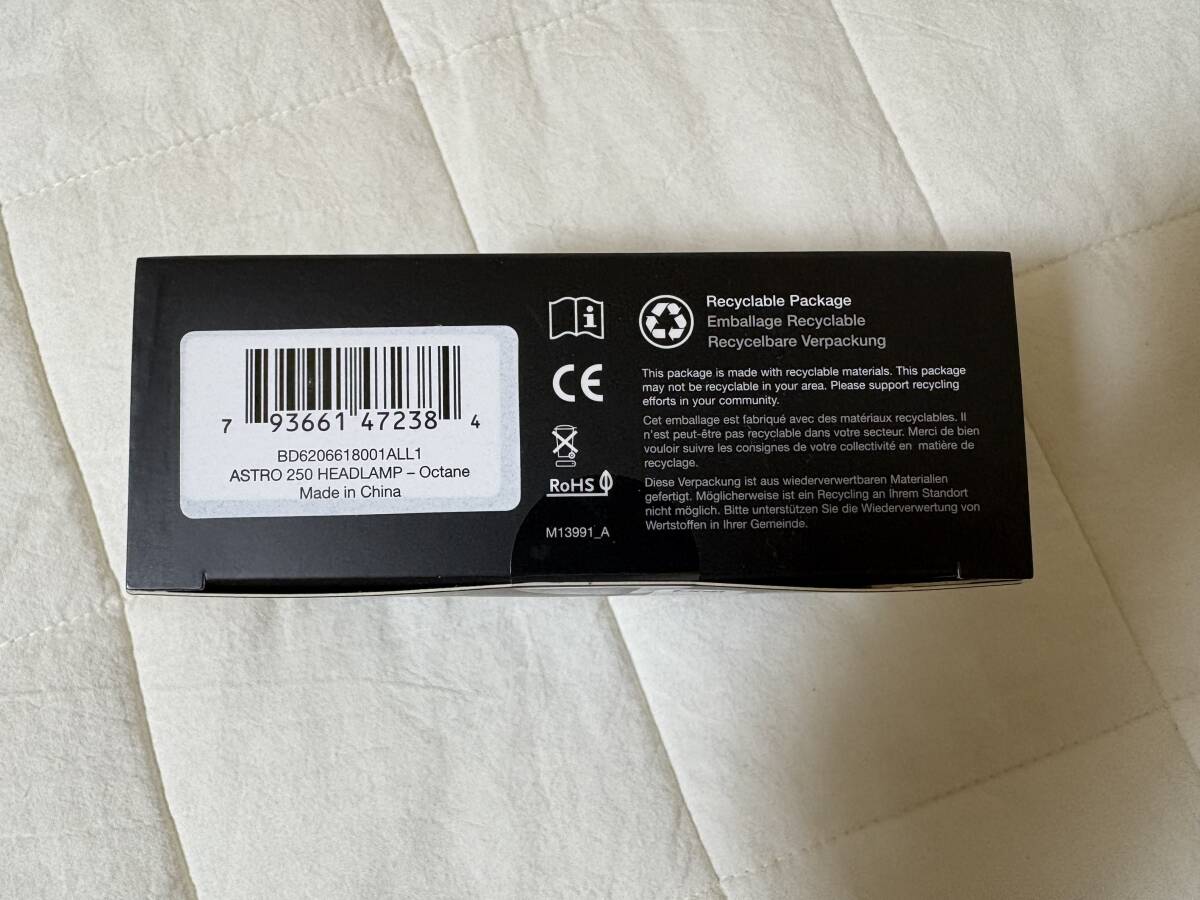 7 93661 47238 4
BD6206618001ALL1
ASTRO 250 HEADLAMP – Octane
Made in China
i
CE
RoHS
M13991_A
Recyclable Package
Emballage Recyclable
Recycelbare Verpackung
This package is made with recyclable materials. This package
may not be recyclable in your area. Please support recycling
efforts in your community.
Cet emballage est fabriqué avec des matériaux recyclables. Il
n'est peut-être pas recyclable dans votre secteur. Merci de bien
vouloir suivre les consignes de votre collectivité en matière de
recyclage.
Diese Verpackung ist aus wiederverwertbaren Materialien
gefertigt. Möglicherweise ist ein Recycling an Ihrem Standort
nicht möglich. Bitte unterstützen Sie die Wiederverwertung von
Wertstoffen in Ihrer Gemeinde.